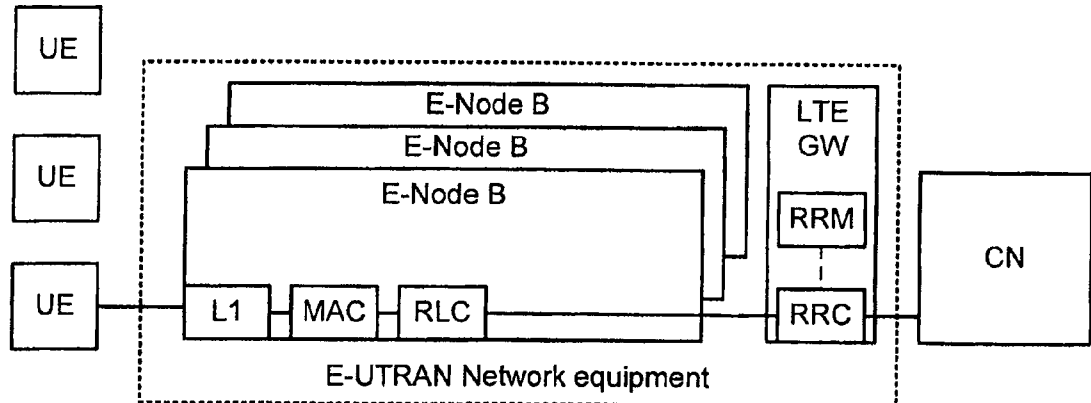 UE
UE
UE
E-Node B
E-Node B
E-Node B
L1
MAC
RLC
LTE
GW
RRM
RRC
CN
E-UTRAN Network equipment